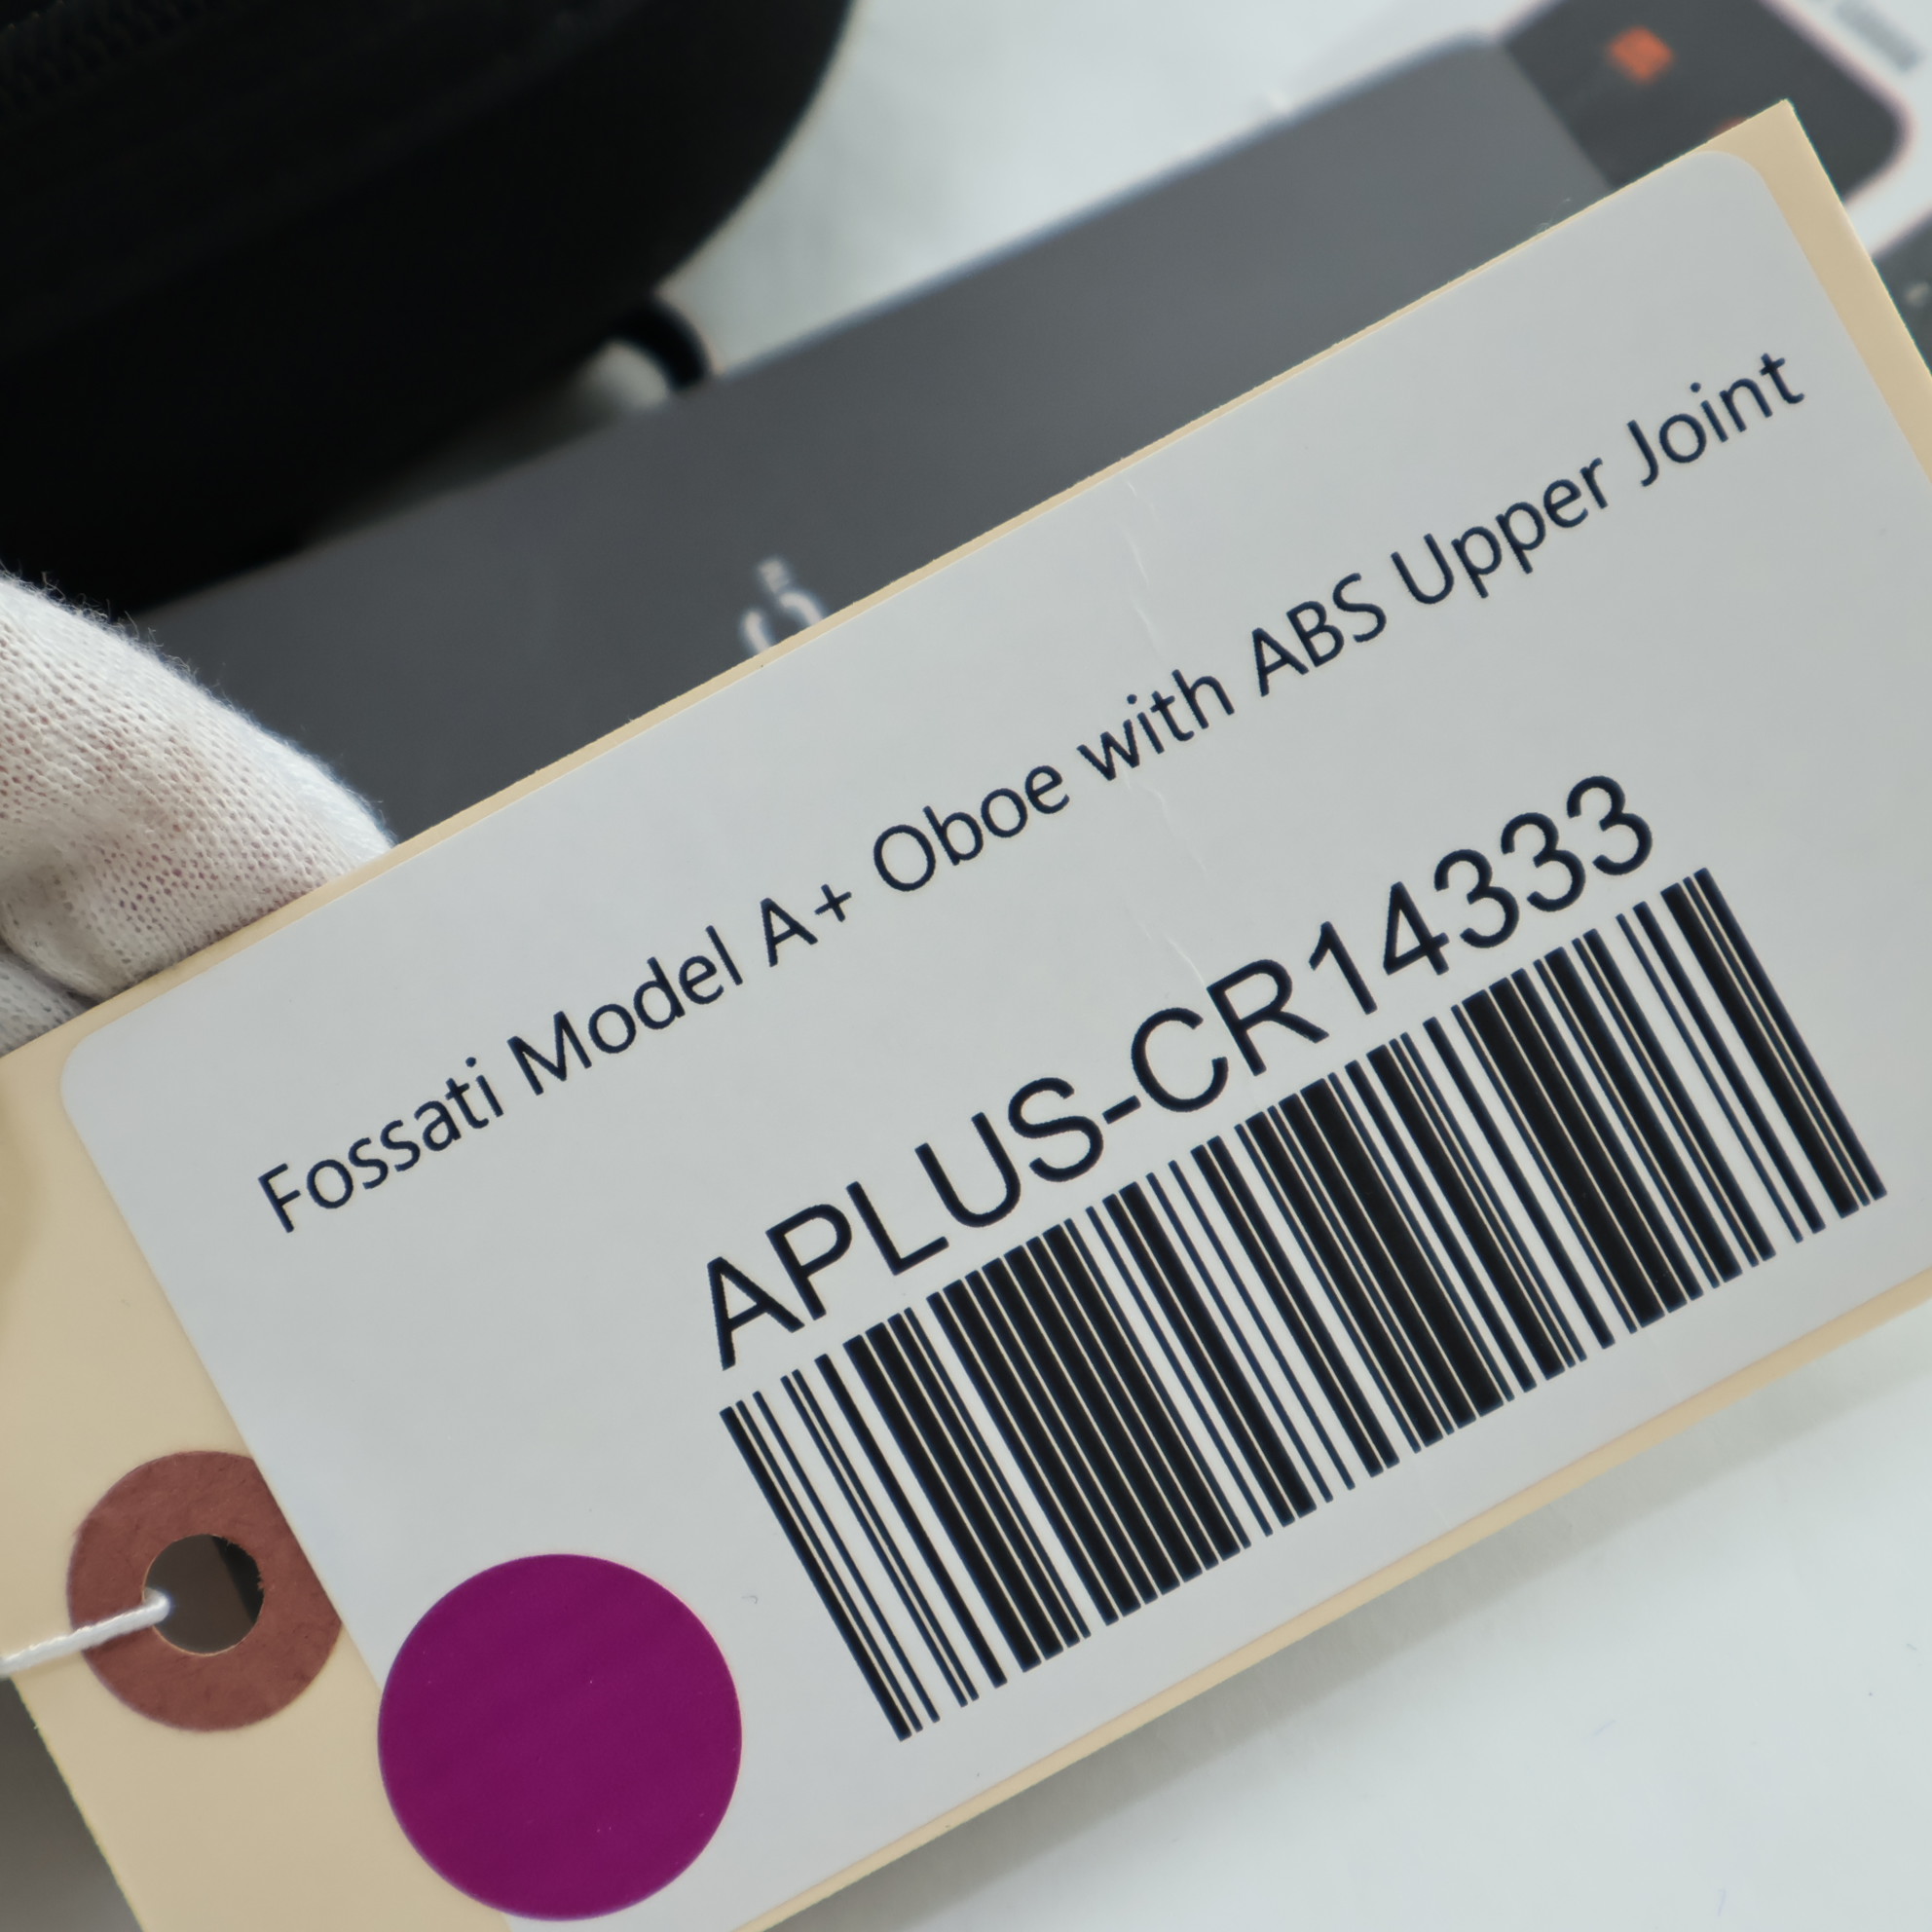 Fossati Model A+ Oboe with ABS Upper Joint
APLUS-CR14333